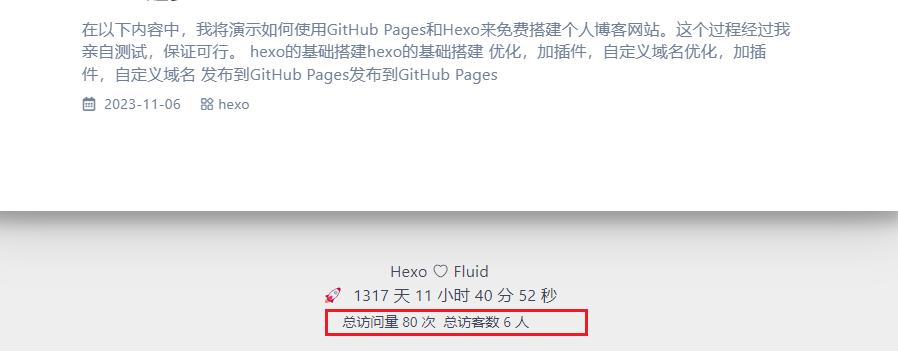 在以下内容中，我将演示如何使用GitHub Pages和Hexo来免费搭建个人博客网站。这个过程经过我
亲自测试，保证可行。 hexo的基础搭建hexo的基础搭建 优化，加插件，自定义域名优化，加插
件，自定义域名 发布到GitHub Pages发布到GitHub Pages
2023-11-06 hexo
Hexo ♡ Fluid
🚀 1317 天 11 小时 40 分 52 秒
总访问量 80 次 总访客数 6 人